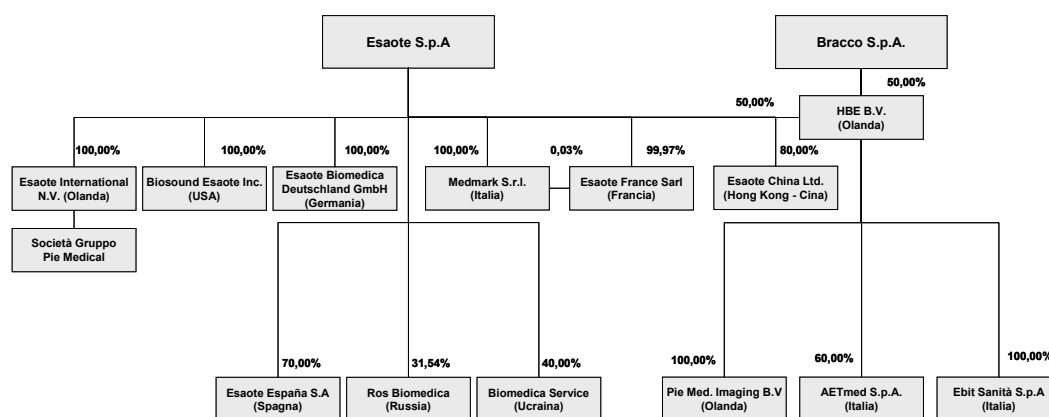 Esaote S.p.A
Bracco S.p.A.
50,00%
50,00%
HBE B.V.
(Olanda)
100,00%
100,00%
100,00%
100,00%
0,03%
99,97%
80,00%
Esaote International
N.V. (Olanda)
Biosound Esaote Inc.
(USA)
Esaote Biomedica
Deutschland GmbH
(Germania)
Medmark S.r.l.
(Italia)
Esaote France Sarl
(Francia)
Esaote China Ltd.
(Hong Kong - Cina)
Società Gruppo
Pie Medical
70,00%
31,54%
40,00%
100,00%
60,00%
100,00%
Esaote España S.A
(Spagna)
Ros Biomedica
(Russia)
Biomedica Service
(Ucraina)
Pie Med. Imaging B.V
(Olanda)
AETmed S.p.A.
(Italia)
Ebit Sanità S.p.A
(Italia)